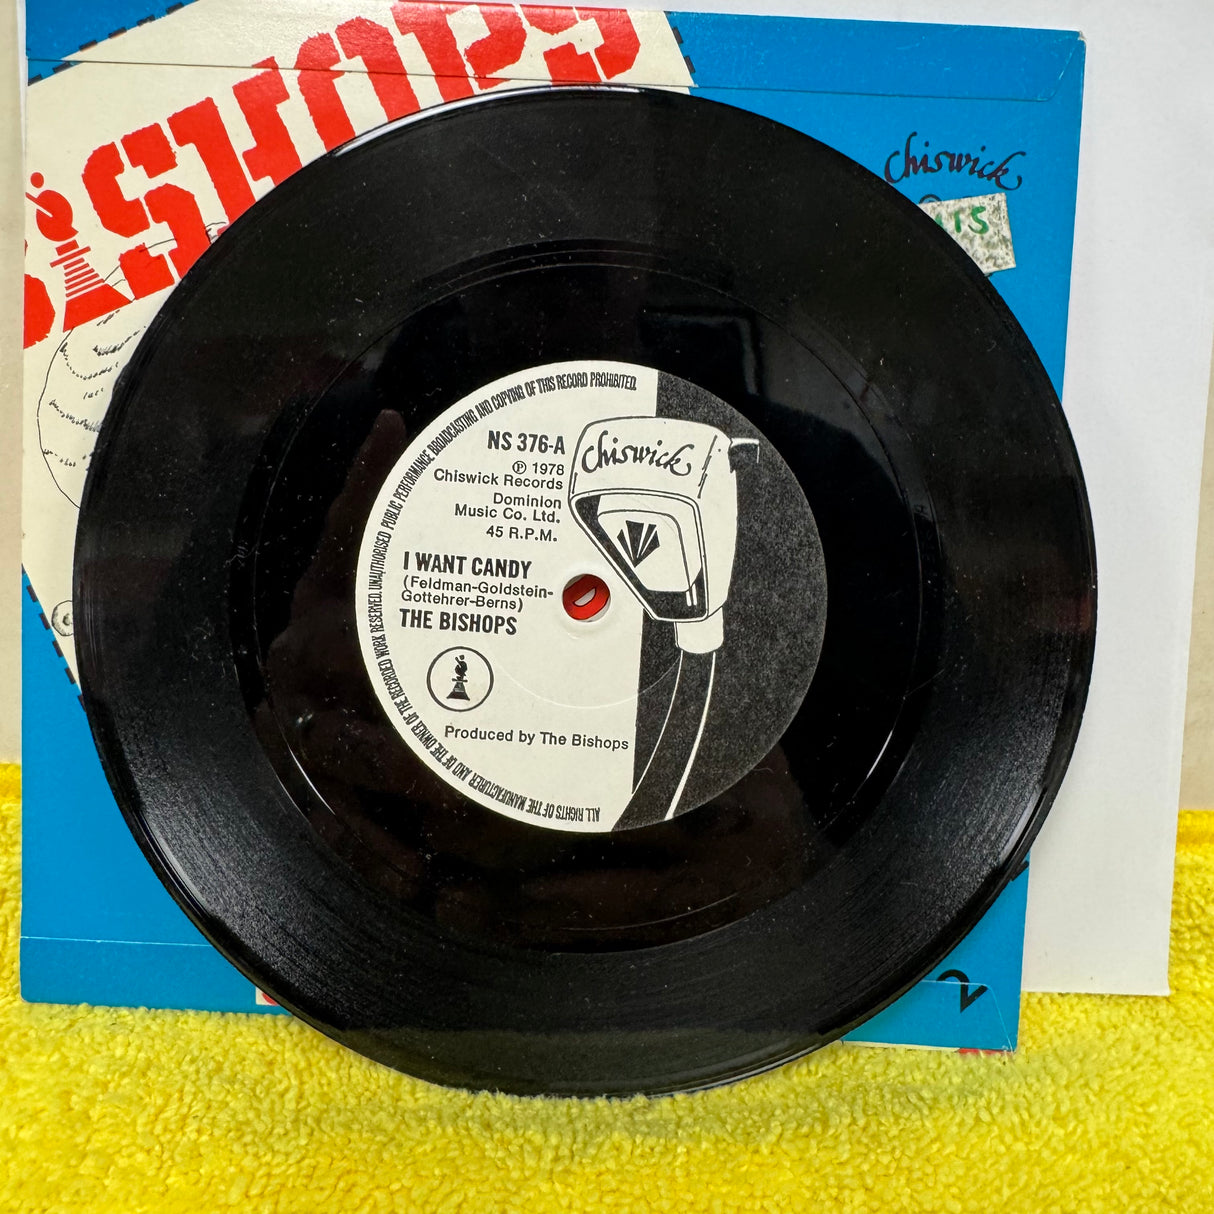 BISHOPS
Chiswick
NS 376-A
℗ 1978
Chiswick Records
Dominion
Music Co. Ltd.
45 R.P.M.
I WANT CANDY
(Feldman-Goldstein-
Gottehrer-Berns)
THE BISHOPS
Produced by The Bishops
Chiswick
ALL RIGHTS OF THE MANUFACTURER AND OF THE OWNER OF THE RECORDED WORK RESERVED. UNAUTHORISED PUBLIC PERFORMANCE BROADCASTING AND COPYING OF THIS RECORD PROHIBITED.